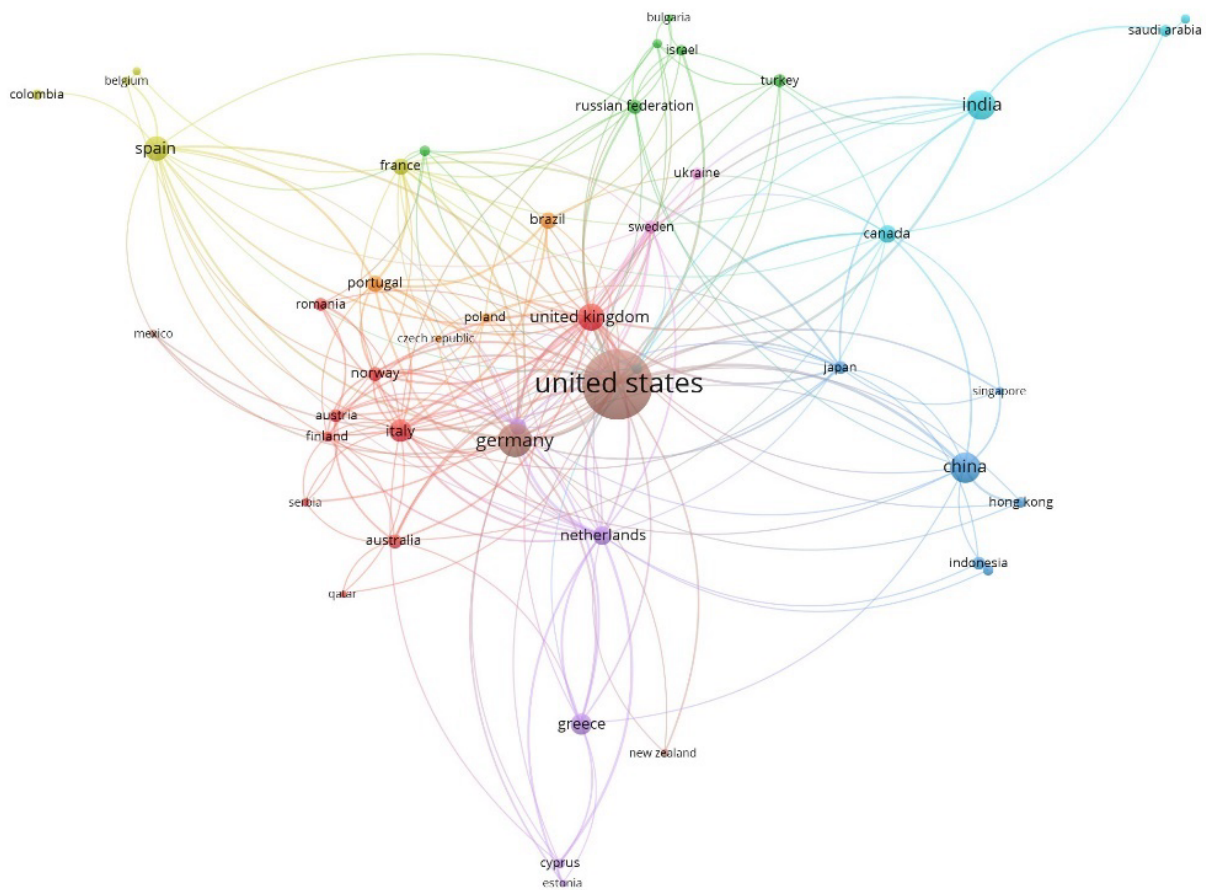 bulgaria
saudi arabia
israel
turkey
belgium
colombia
russian federation
india
spain
france
ukraine
brazil
sweden
canada
portugal
romania
united kingdom
poland
mexico
czech republic
japan
norway
united states
singapore
austria
italy
finland
germany
china
serbia
hong kong
netherlands
australia
indonesia
qatar
greece
new zealand
cyprus
estonia